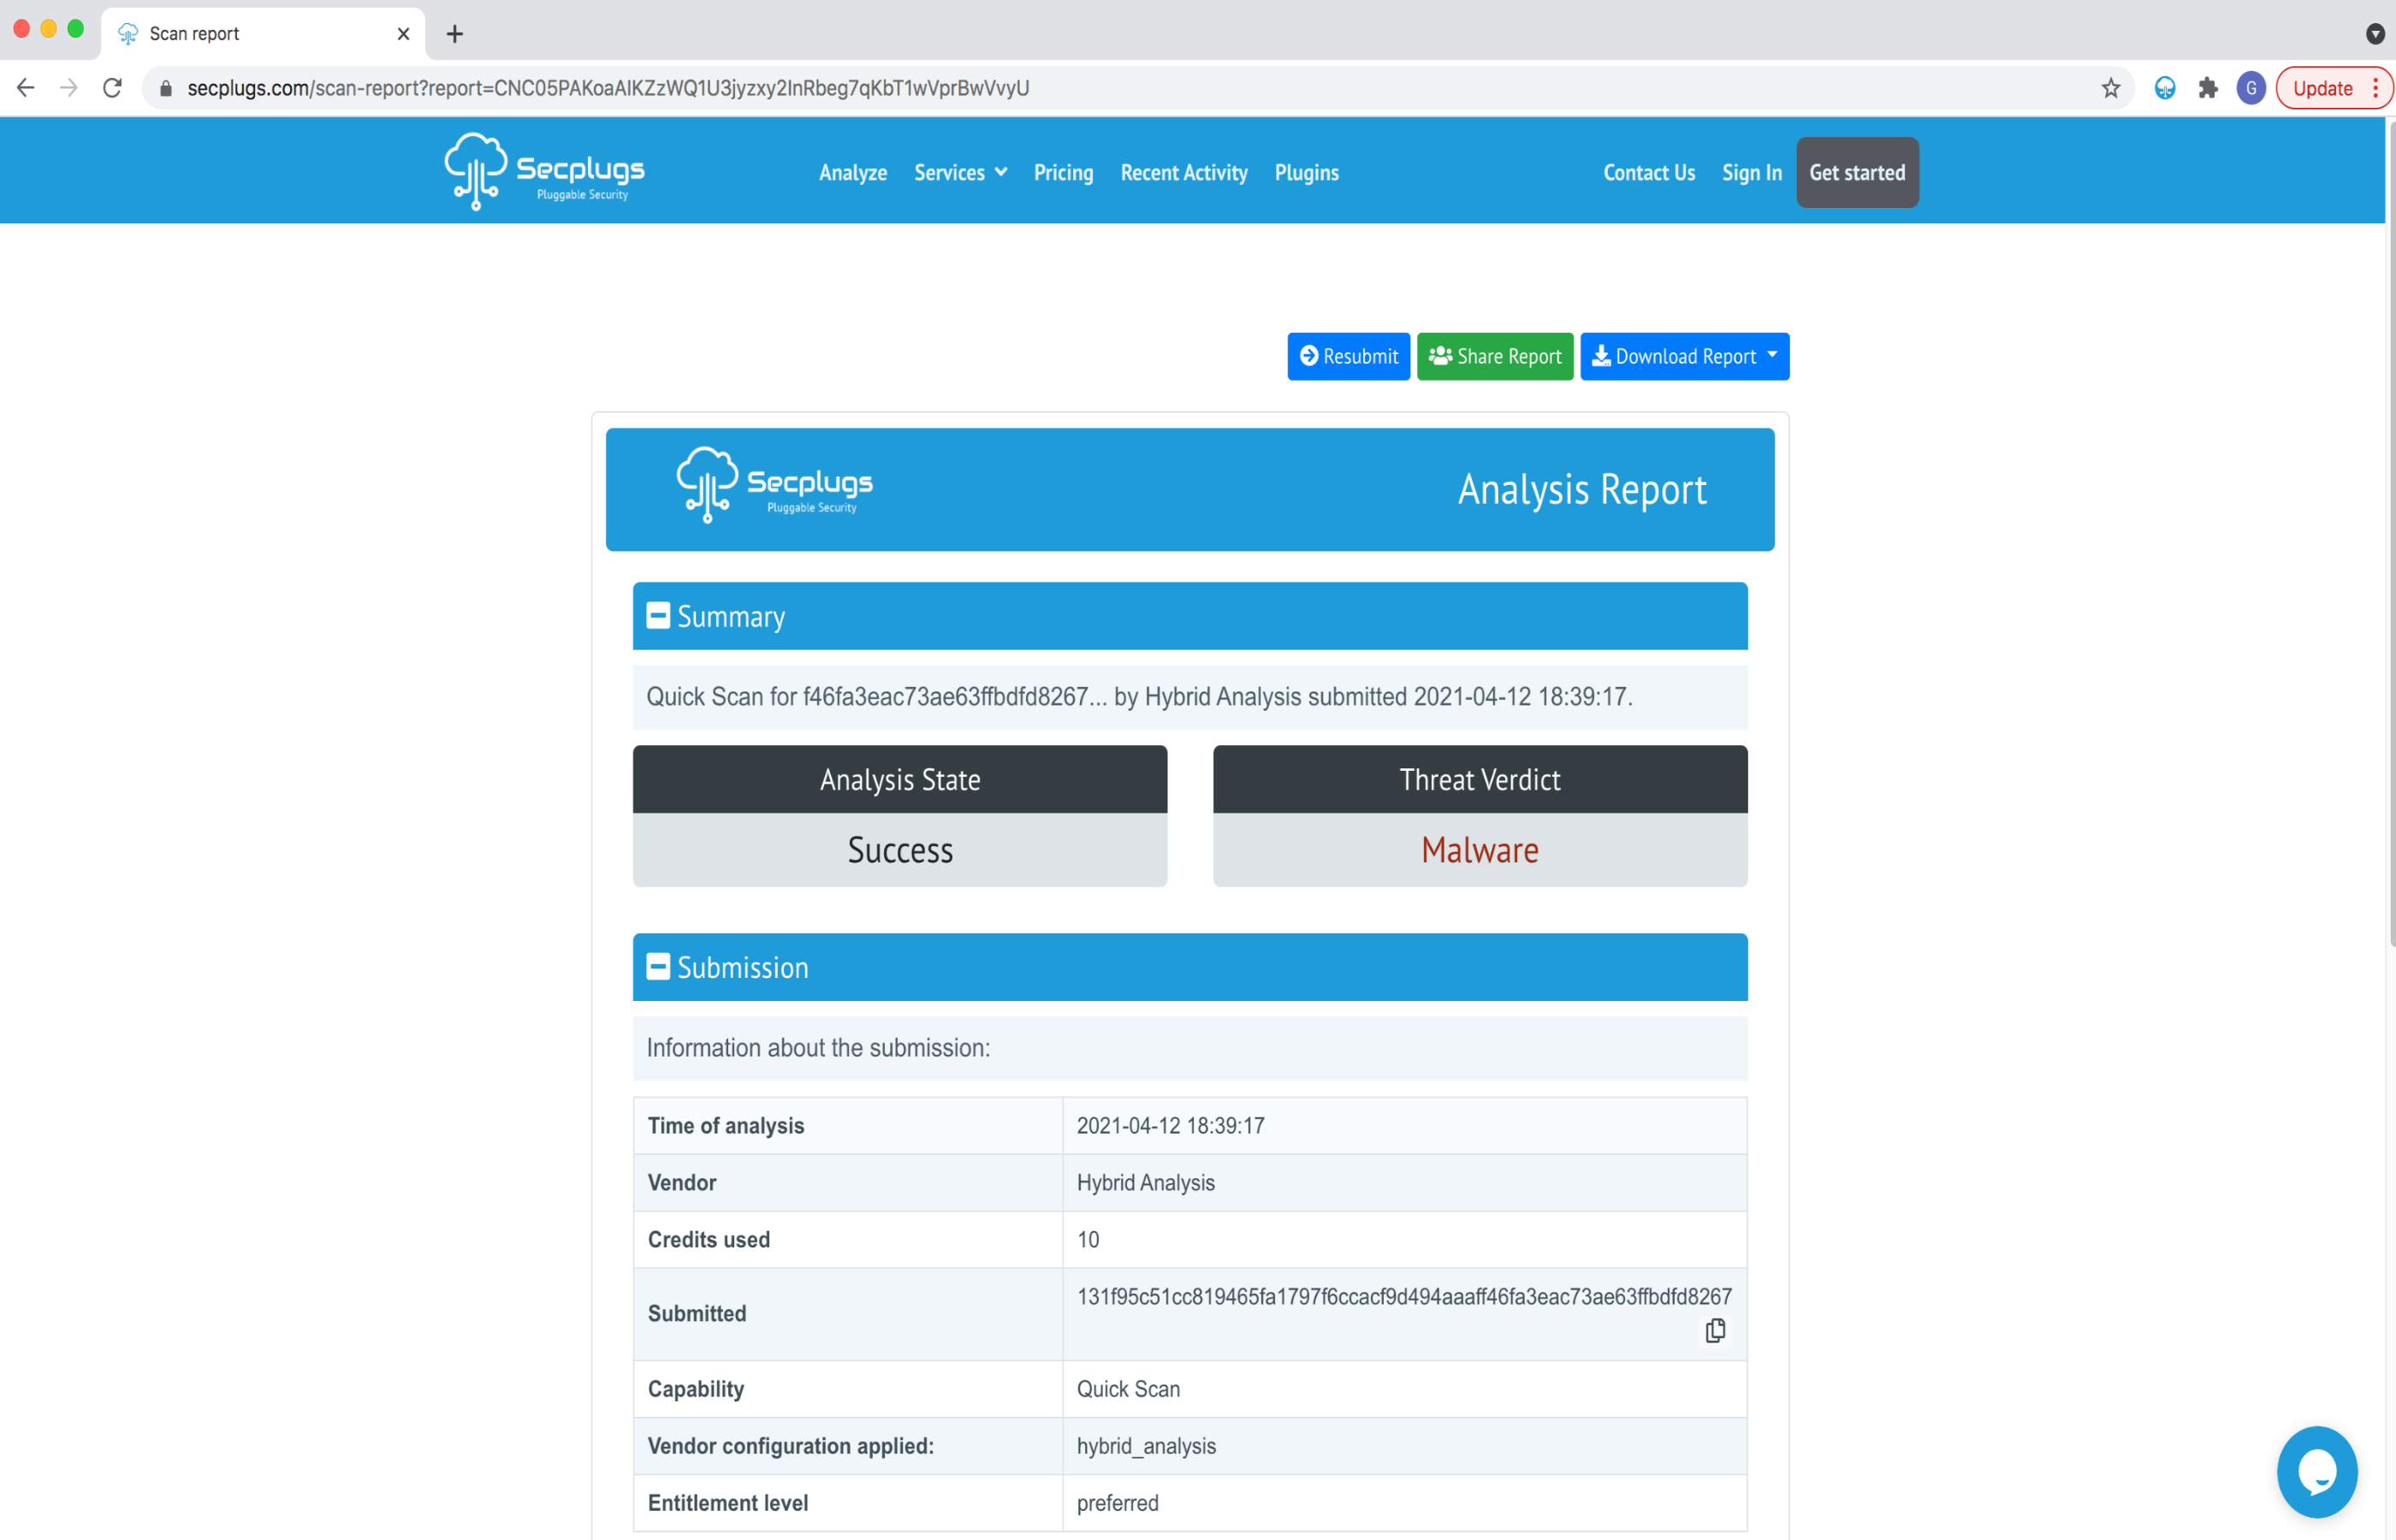 Scan report
secplugs.com/scan-report?report=CNC05PAKoaAIKZzWQ1U3jyzxy2InRbeg7qKbT1wVprBwVvyU
G
Update
Secplugs
Pluggable Security
Analyze Services Pricing Recent Activity Plugins Contact Us Sign In Get started
Resubmit Share Report Download Report
Secplugs
Pluggable Security
Analysis Report
Summary
Quick Scan for f46fa3eac73ae63ffbdfd8267... by Hybrid Analysis submitted 2021-04-12 18:39:17.
Analysis State
Success
Threat Verdict
Malware
Submission
Information about the submission:
Time of analysis 2021-04-12 18:39:17
Vendor Hybrid Analysis
Credits used 10
Submitted 131f95c51cc819465fa1797f6ccacf9d494aaaff46fa3eac73ae63ffbdfd8267
Capability Quick Scan
Vendor configuration applied: hybrid_analysis
Entitlement level preferred